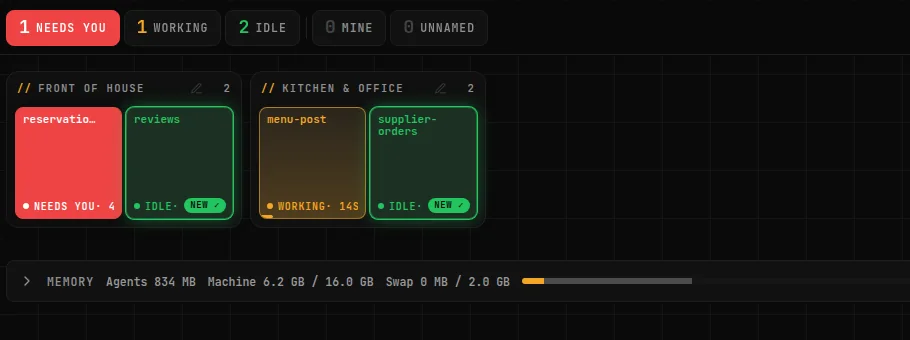 1 NEEDS YOU 1 WORKING 2 IDLE 0 MINE 0 UNNAMED
// FRONT OF HOUSE 2 // KITCHEN & OFFICE 2
reservatio… reviews menu-post supplier-
orders
NEEDS YOU· 4 IDLE· NEW ✓ WORKING· 14S IDLE· NEW ✓
MEMORY Agents 834 MB Machine 6.2 GB / 16.0 GB Swap 0 MB / 2.0 GB